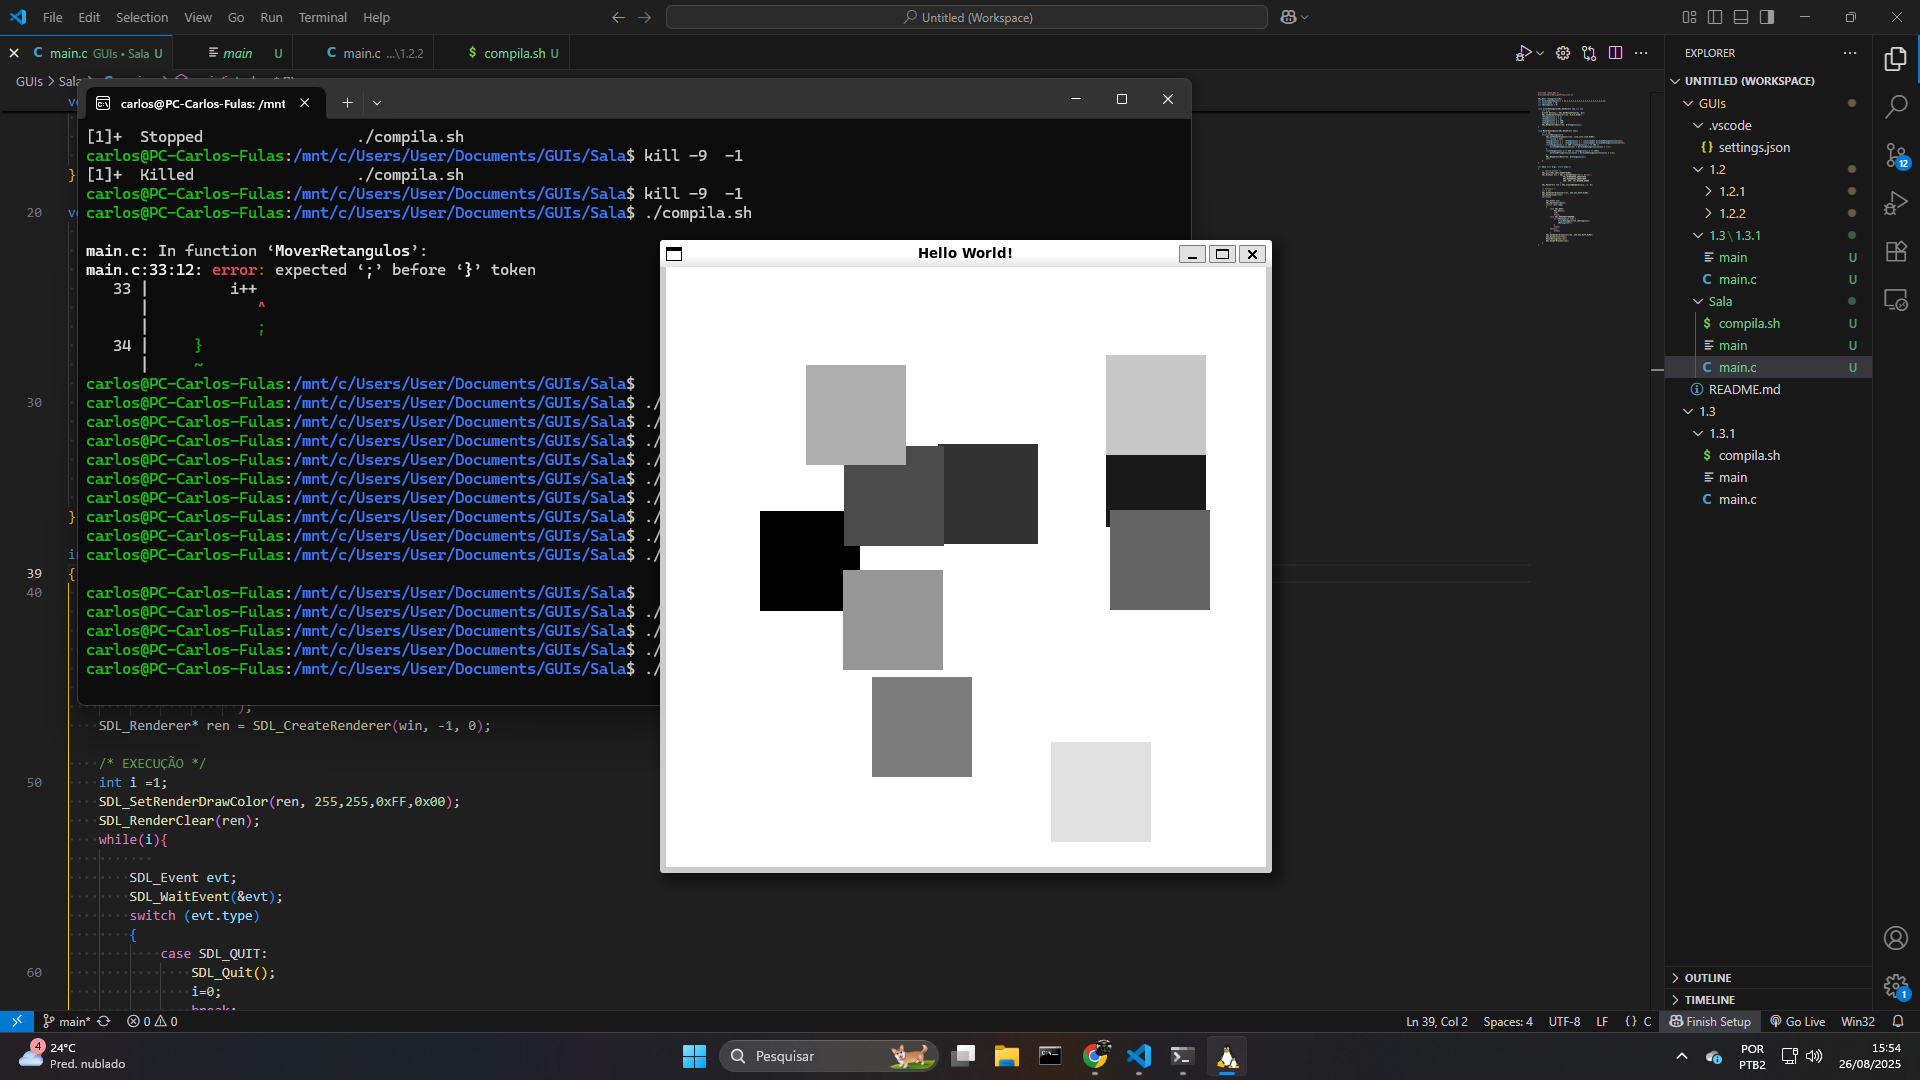 File Edit Selection View Go Run Terminal Help
Untitled (Workspace)
main.c GUIs • Sala U
main U
main.c ...\1.2.2
compila.sh U
GUIs > Sala
carlos@PC-Carlos-Fulas: /mnt
[1]+ Stopped ./compila.sh
carlos@PC-Carlos-Fulas:/mnt/c/Users/User/Documents/GUIs/Sala$ kill -9 -1
[1]+ Killed ./compila.sh
carlos@PC-Carlos-Fulas:/mnt/c/Users/User/Documents/GUIs/Sala$ kill -9 -1
carlos@PC-Carlos-Fulas:/mnt/c/Users/User/Documents/GUIs/Sala$ ./compila.sh
main.c: In function ‘MoverRetangulos’:
main.c:33:12: error: expected ‘;’ before ‘}’ token
33 | i++
| ^
| ;
34 | }
| ~
carlos@PC-Carlos-Fulas:/mnt/c/Users/User/Documents/GUIs/Sala$
carlos@PC-Carlos-Fulas:/mnt/c/Users/User/Documents/GUIs/Sala$ ./
carlos@PC-Carlos-Fulas:/mnt/c/Users/User/Documents/GUIs/Sala$ ./
carlos@PC-Carlos-Fulas:/mnt/c/Users/User/Documents/GUIs/Sala$ ./
carlos@PC-Carlos-Fulas:/mnt/c/Users/User/Documents/GUIs/Sala$ ./
carlos@PC-Carlos-Fulas:/mnt/c/Users/User/Documents/GUIs/Sala$ ./
carlos@PC-Carlos-Fulas:/mnt/c/Users/User/Documents/GUIs/Sala$ ./
carlos@PC-Carlos-Fulas:/mnt/c/Users/User/Documents/GUIs/Sala$ ./
carlos@PC-Carlos-Fulas:/mnt/c/Users/User/Documents/GUIs/Sala$ ./
carlos@PC-Carlos-Fulas:/mnt/c/Users/User/Documents/GUIs/Sala$ ./
carlos@PC-Carlos-Fulas:/mnt/c/Users/User/Documents/GUIs/Sala$
carlos@PC-Carlos-Fulas:/mnt/c/Users/User/Documents/GUIs/Sala$ ./
carlos@PC-Carlos-Fulas:/mnt/c/Users/User/Documents/GUIs/Sala$ ./
carlos@PC-Carlos-Fulas:/mnt/c/Users/User/Documents/GUIs/Sala$ ./
carlos@PC-Carlos-Fulas:/mnt/c/Users/User/Documents/GUIs/Sala$ ./
Hello World!
}
20
30
}
39 {
40
);
SDL_Renderer* ren = SDL_CreateRenderer(win, -1, 0);
/* EXECUÇÃO */
50 int i =1;
SDL_SetRenderDrawColor(ren, 255,255,0xFF,0x00);
SDL_RenderClear(ren);
while(i){
SDL_Event evt;
SDL_WaitEvent(&evt);
switch (evt.type)
{
case SDL_QUIT:
60 SDL_Quit();
i=0;
break;
EXPLORER
UNTITLED (WORKSPACE)
GUIs
.vscode
{} settings.json
1.2
1.2.1
1.2.2
1.3 \ 1.3.1
main U
C main.c U
Sala
$ compila.sh U
main U
C main.c U
README.md
1.3
1.3.1
$ compila.sh
main
C main.c
OUTLINE
TIMELINE
12
1
main* 0 0
Ln 39, Col 2 Spaces: 4 UTF-8 LF {} C Finish Setup Go Live Win32
4
24°C
Pred. nublado
Pesquisar
POR
PTB2
15:54
26/08/2025